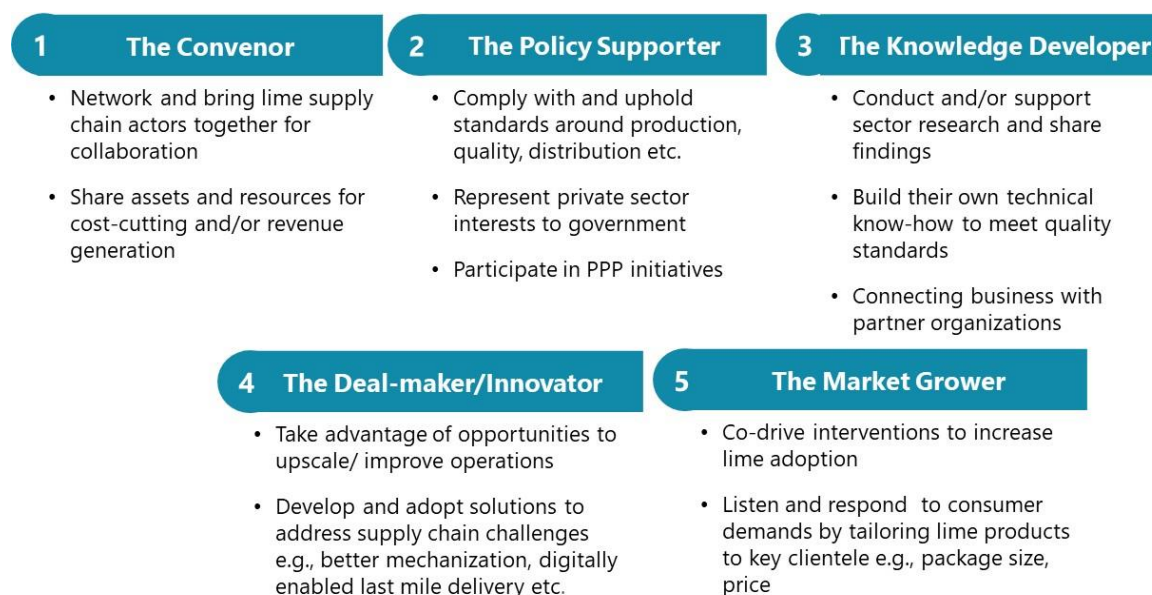 1 The Convenor
• Network and bring lime supply
chain actors together for
collaboration
• Share assets and resources for
cost-cutting and/or revenue
generation
2 The Policy Supporter
• Comply with and uphold
standards around production,
quality, distribution etc.
• Represent private sector
interests to government
• Participate in PPP initiatives
3 The Knowledge Developer
• Conduct and/or support
sector research and share
findings
• Build their own technical
know-how to meet quality
standards
• Connecting business with
partner organizations
4 The Deal-maker/Innovator
• Take advantage of opportunities to
upscale/ improve operations
• Develop and adopt solutions to
address supply chain challenges
e.g., better mechanization, digitally
enabled last mile delivery etc.
5 The Market Grower
• Co-drive interventions to increase
lime adoption
• Listen and respond to consumer
demands by tailoring lime products
to key clientele e.g., package size,
price